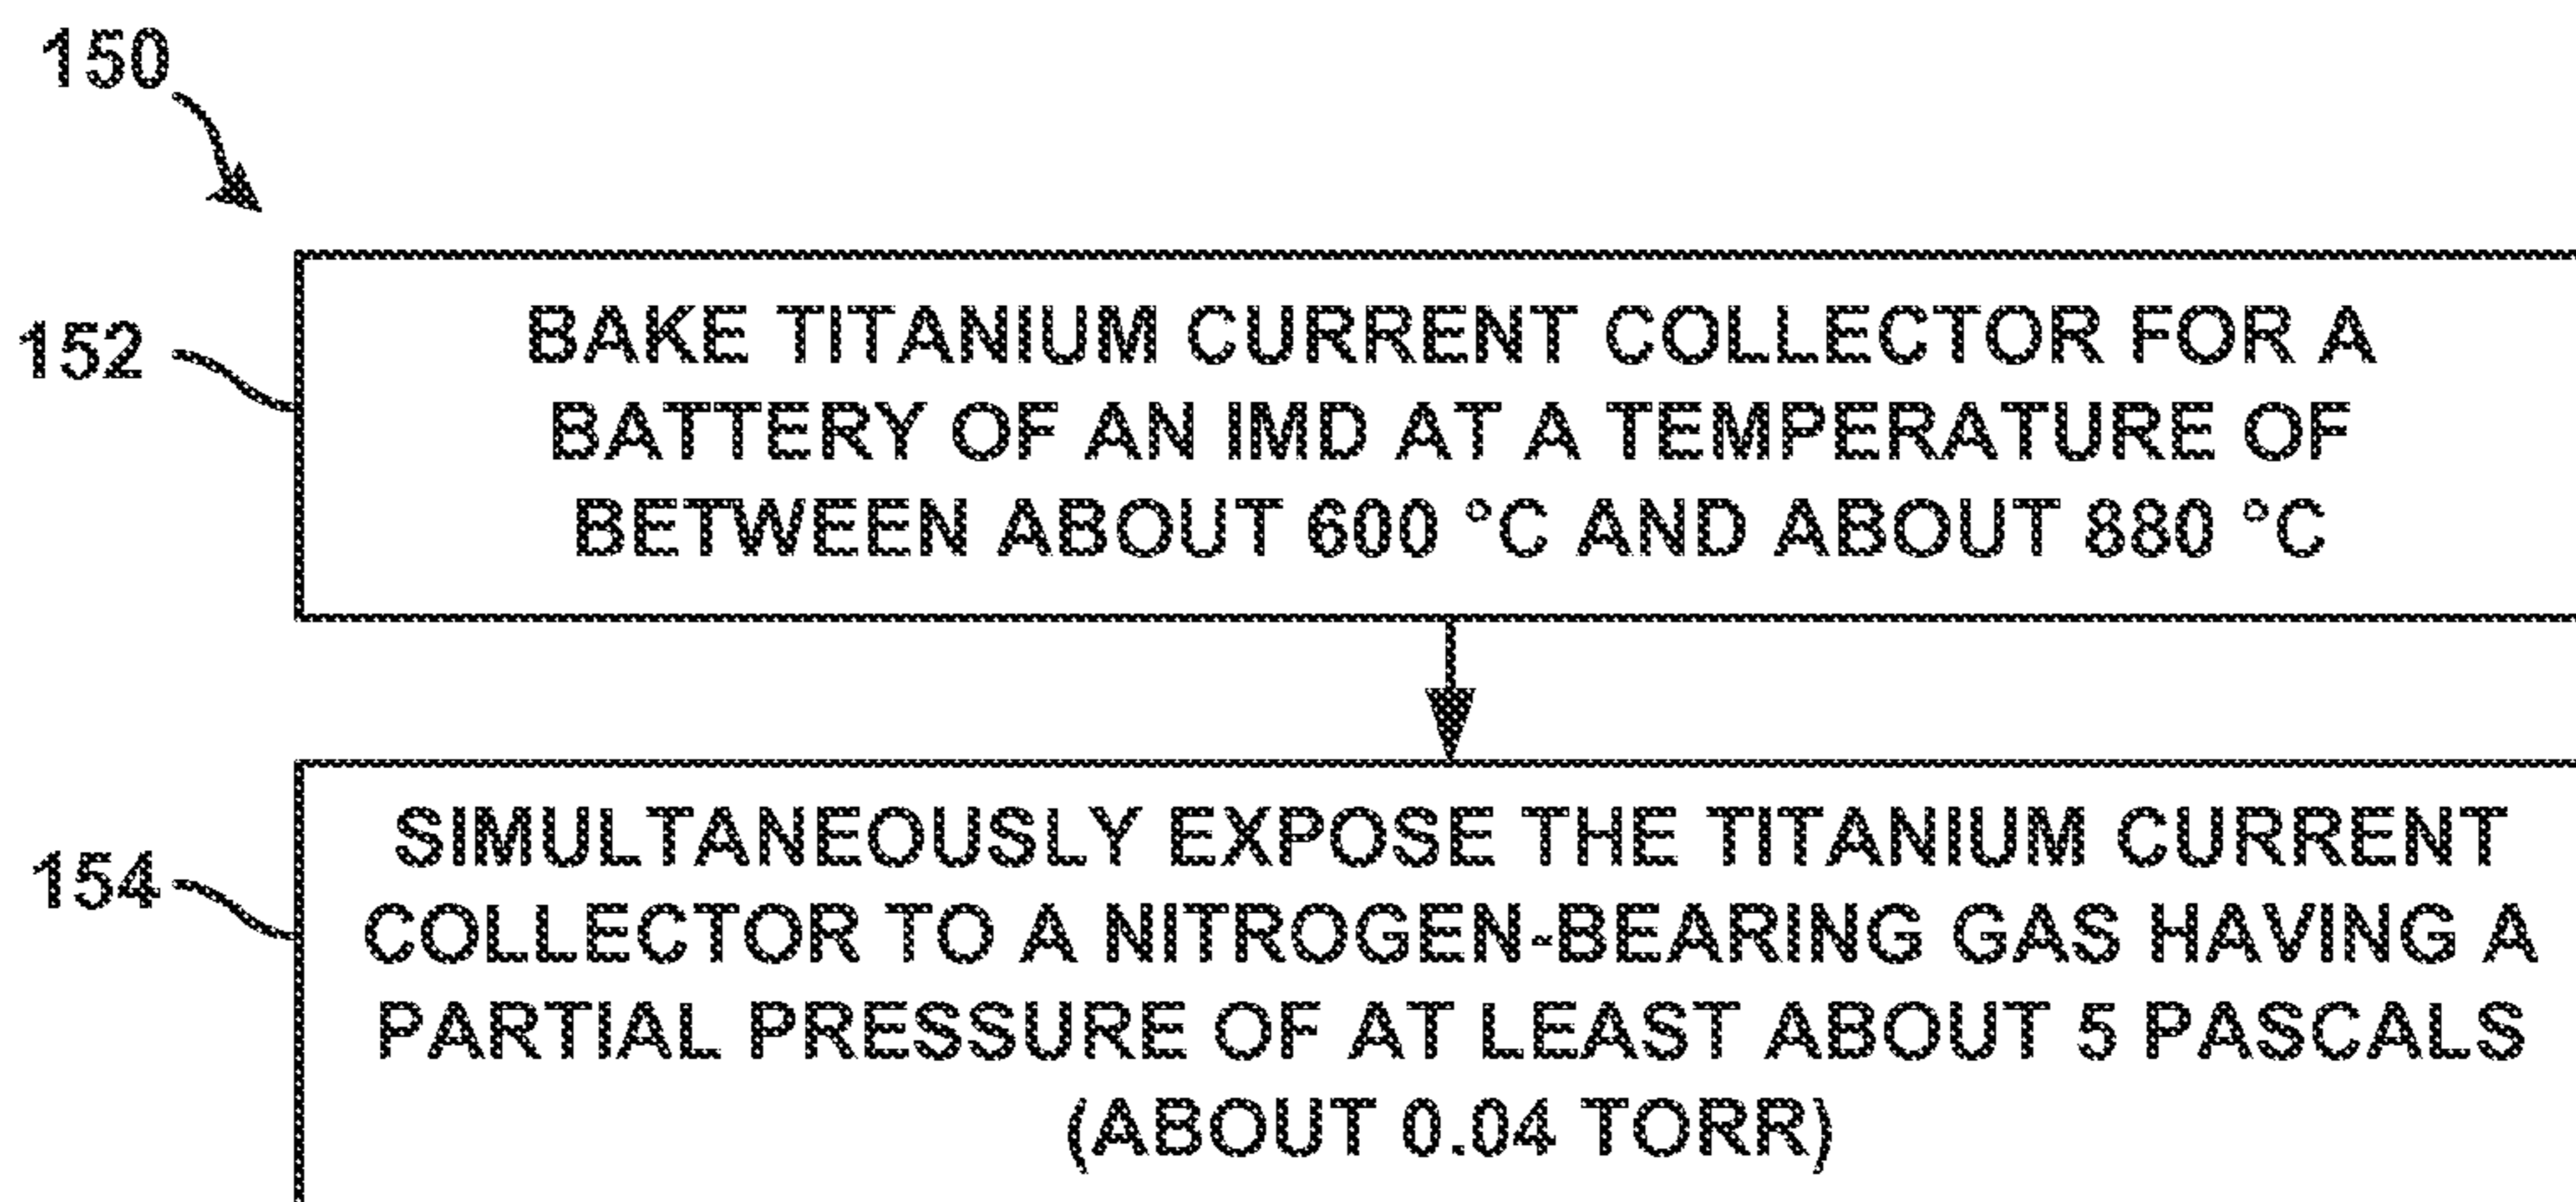 150
152
BAKE TITANIUM CURRENT COLLECTOR FOR A
BATTERY OF AN IMD AT A TEMPERATURE OF
BETWEEN ABOUT 600 °C AND ABOUT 880 °C
154
SIMULTANEOUSLY EXPOSE THE TITANIUM CURRENT
COLLECTOR TO A NITROGEN-BEARING GAS HAVING A
PARTIAL PRESSURE OF AT LEAST ABOUT 5 PASCALS
(ABOUT 0.04 TORR)